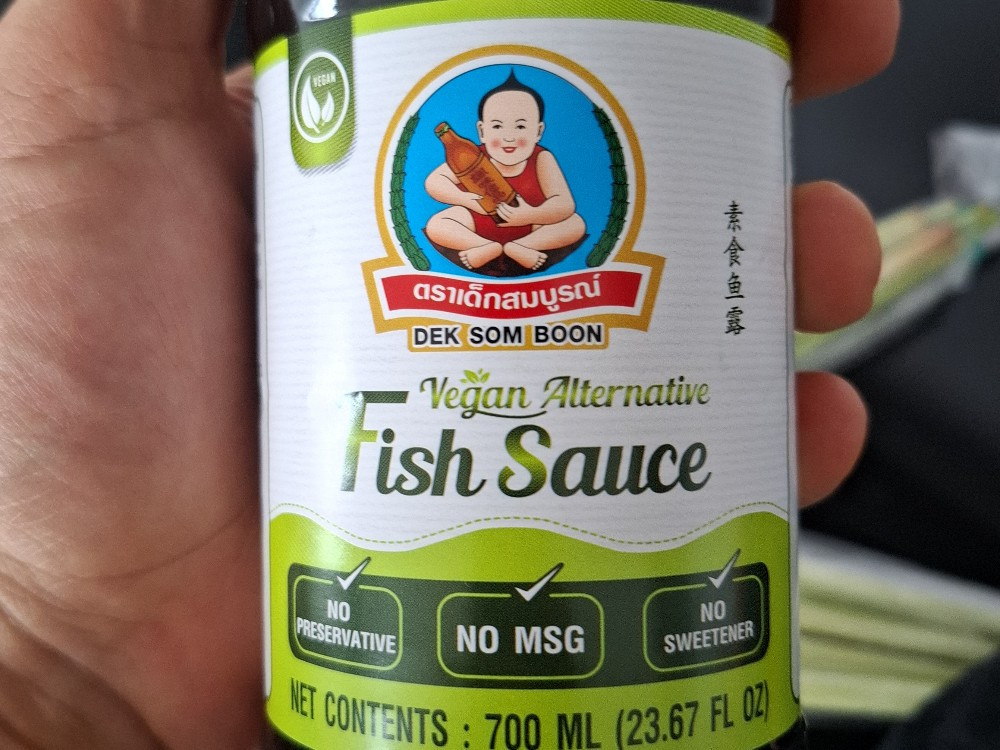 VEGAN
ตราเด็กสมบูรณ์
DEK SOM BOON
素食鱼露
Vegan Alternative
Fish Sauce
NO
PRESERVATIVE
NO MSG
NO
SWEETENER
NET CONTENTS : 700 ML (23.67 FL OZ)